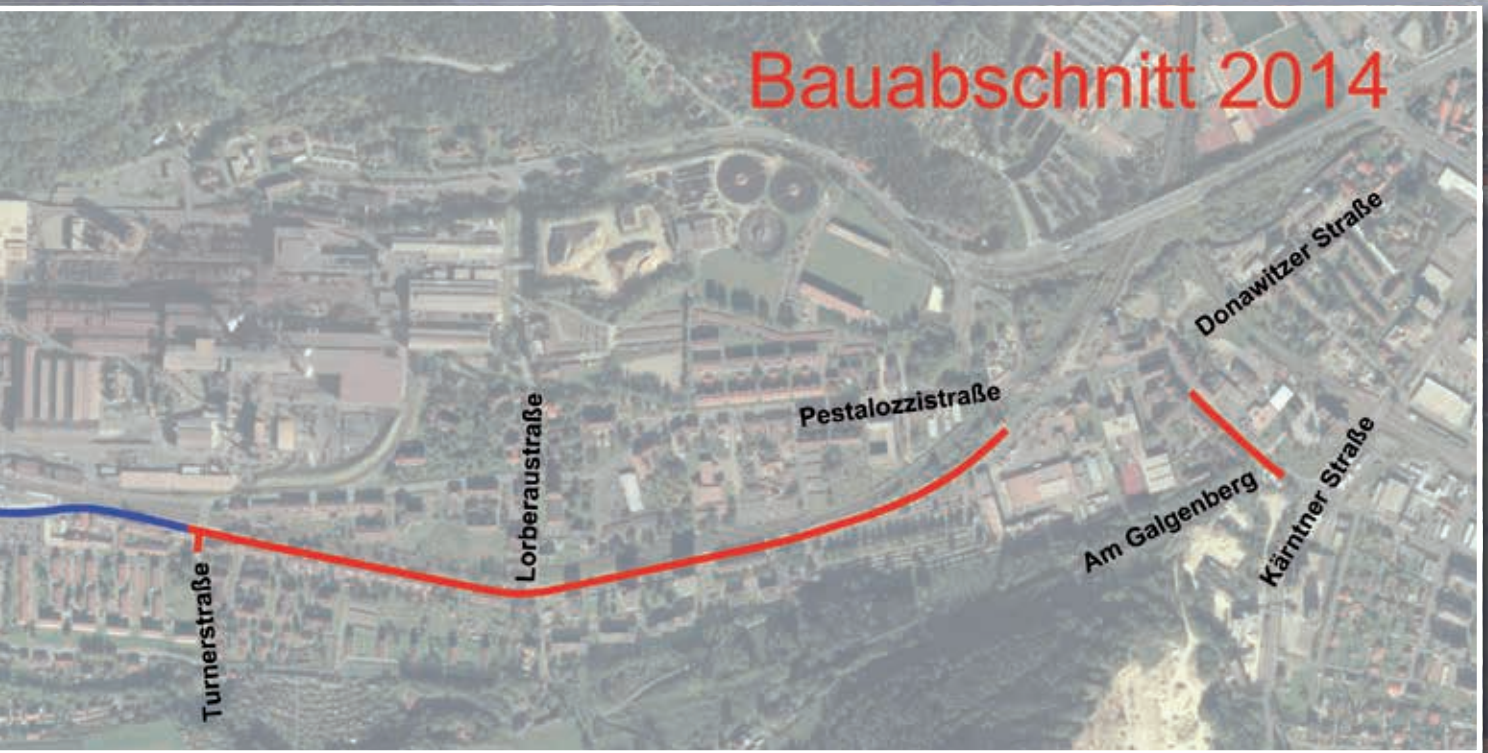 Bauabschnitt 2014
Donawitzer Straße
Pestalozzistraße
Lorberaustraße
Kärntner Straße
Am Galgenberg
Turnerstraße